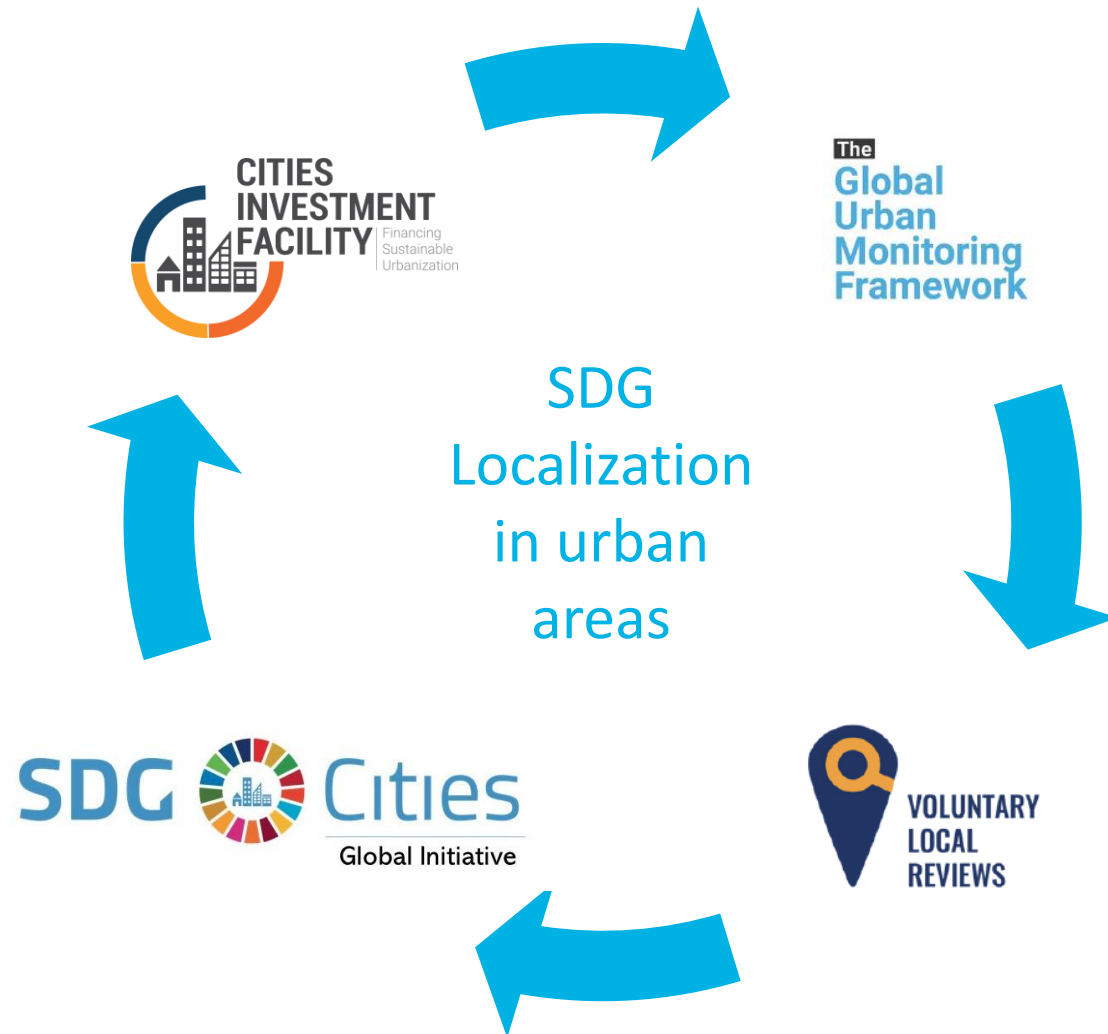 CITIES
INVESTMENT
FACILITY
Financing
Sustainable
Urbanization
The
Global
Urban
Monitoring
Framework
SDG
Localization
in urban
areas
SDG Cities
Global Initiative
VOLUNTARY
LOCAL
REVIEWS